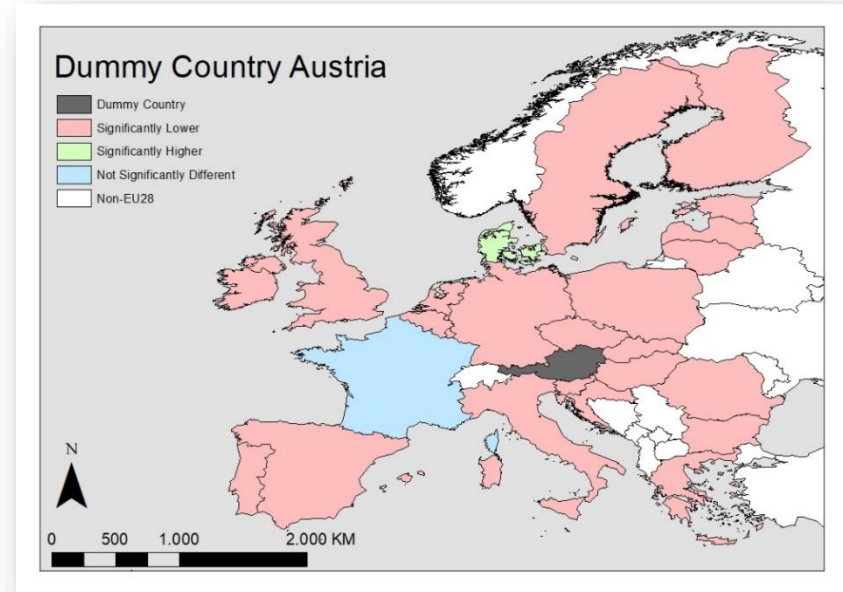 Dummy Country Austria
Dummy Country
Significantly Lower
Significantly Higher
Not Significantly Different
Non-EU28
N
0 500 1.000 2.000 KM